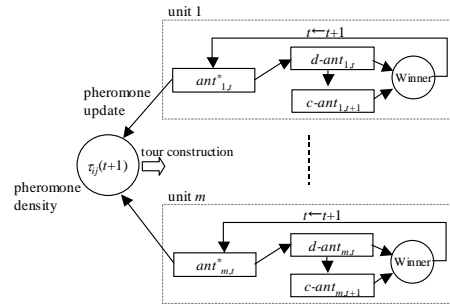 unit 1
t←t+1
d-ant1,t
ant*1,t
Winner
c-ant1,t+1
pheromone
update
τij(t+1)
tour construction
pheromone
density
unit m
t←t+1
d-antm,t
ant*m,t
Winner
c-antm,t+1